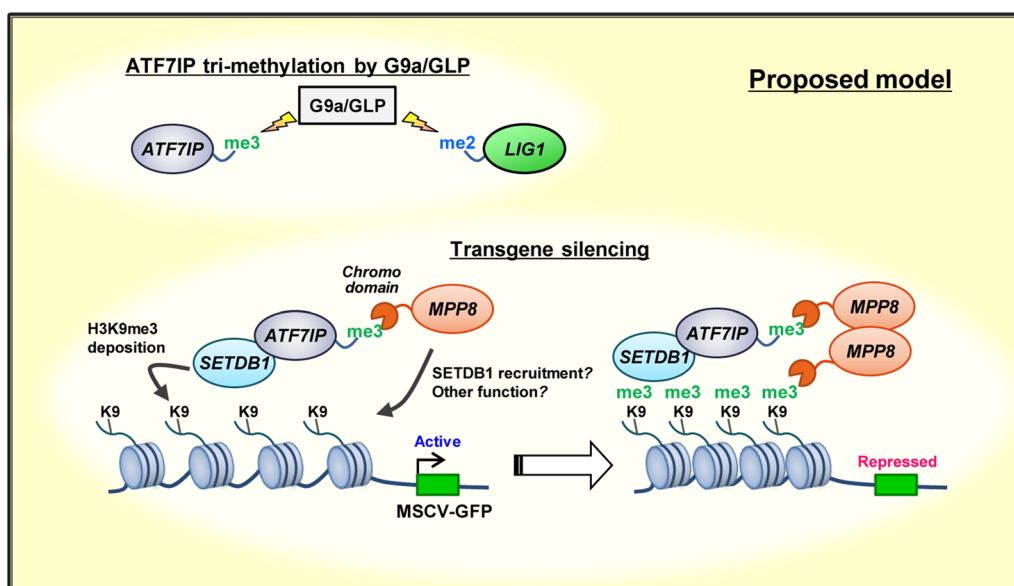 ATF7IP tri-methylation by G9a/GLP
Proposed model
G9a/GLP
ATF7IP
me3
me2
LIG1
Transgene silencing
Chromo
domain
MPP8
me3
ATF7IP
SETDB1
H3K9me3
deposition
SETDB1 recruitment?
Other function?
K9 K9 K9 K9
Active
MSCV-GFP
MPP8
me3
ATF7IP
MPP8
SETDB1
me3 me3 me3 me3
K9 K9 K9 K9
Repressed